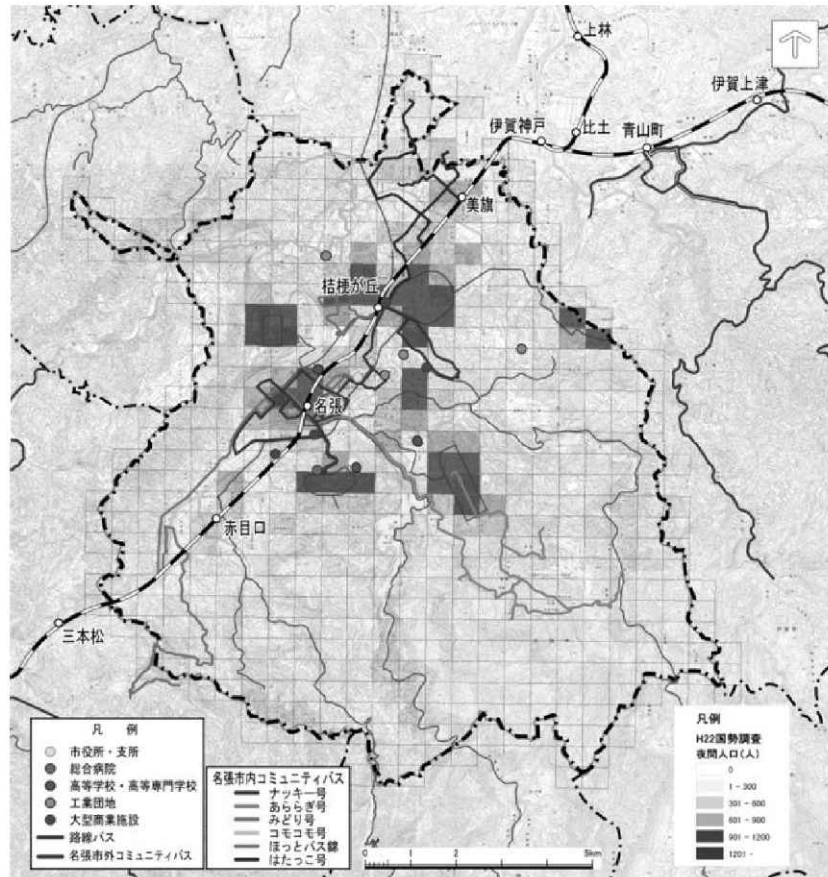 上林
伊賀上津
伊賀神戸
比土
青山町
美旗
桔梗が丘
名張
赤目口
三本松
凡 例
市役所・支所
総合病院
高等学校・高等専門学校
工業団地
大型商業施設
路線バス
名張市外コミュニティバス
名張市内コミュニティバス
ナッキー号
あららぎ号
みどり号
コモコモ号
ほっとバス錦
はたっこ号
0 1 2 5km
凡例
H22国勢調査
夜間人口(人)
0
1 - 300
301 - 600
601 - 900
901 - 1200
1201 -